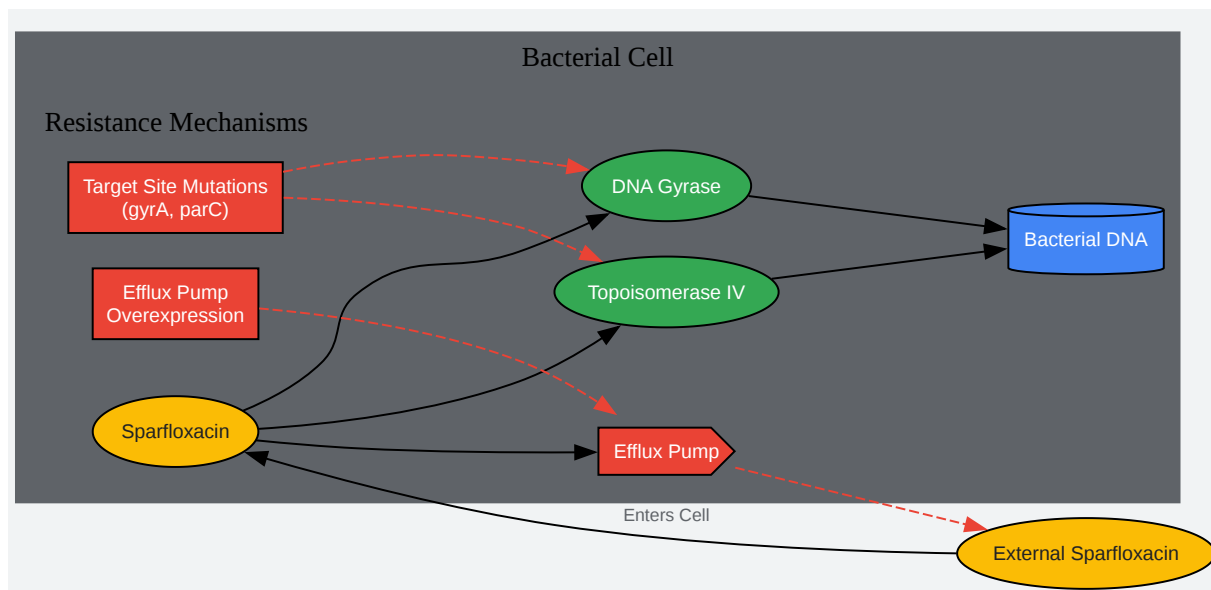 Bacterial Cell
Resistance Mechanisms
Target Site Mutations
(gyrA, parC)
DNA Gyrase
Bacterial DNA
Efflux Pump
Overexpression
Topoisomerase IV
Sparfloxacin
Efflux Pump
Enters Cell
External Sparfloxacin